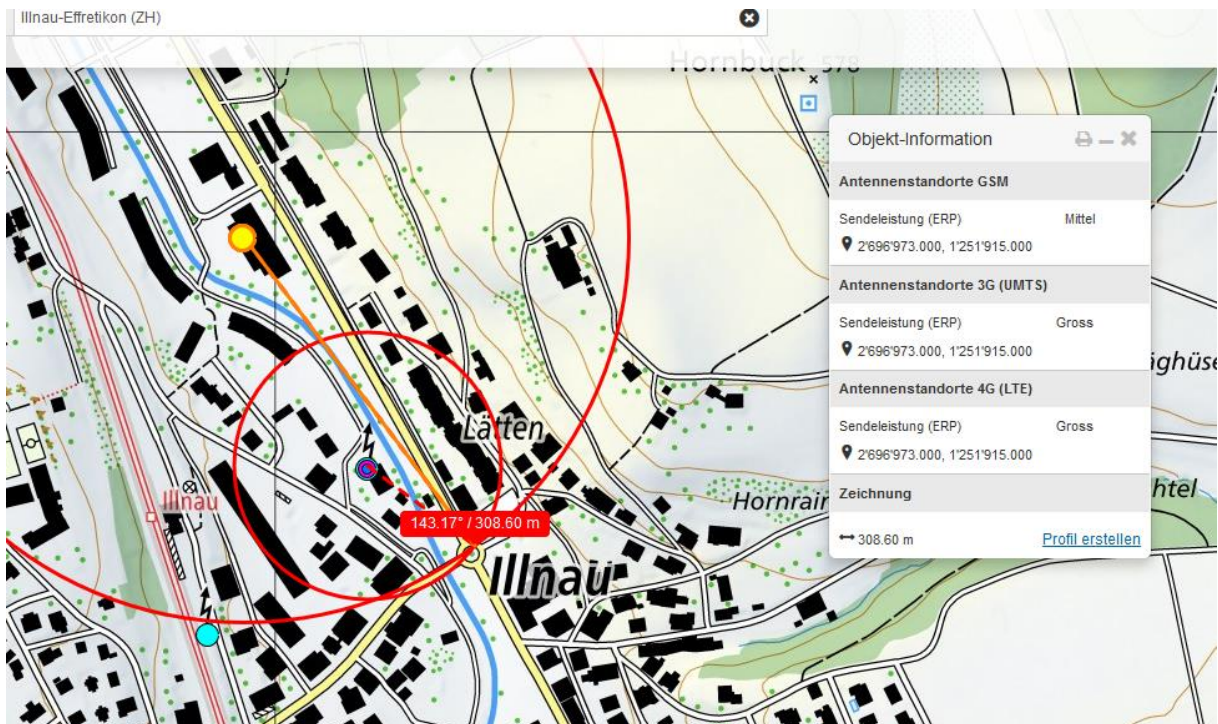 Illnau-Effretikon (ZH)
Hornbuck 578
Objekt-Information
Antennenstandorte GSM
Sendeleistung (ERP) Mittel
2'696'973.000, 1'251'915.000
Antennenstandorte 3G (UMTS)
Sendeleistung (ERP) Gross
2'696'973.000, 1'251'915.000
Antennenstandorte 4G (LTE)
Sendeleistung (ERP) Gross
2'696'973.000, 1'251'915.000
Zeichnung
308.60 m Profil erstellen
Lätten
Illnau
Hornrain
143.17° / 308.60 m
Illnau